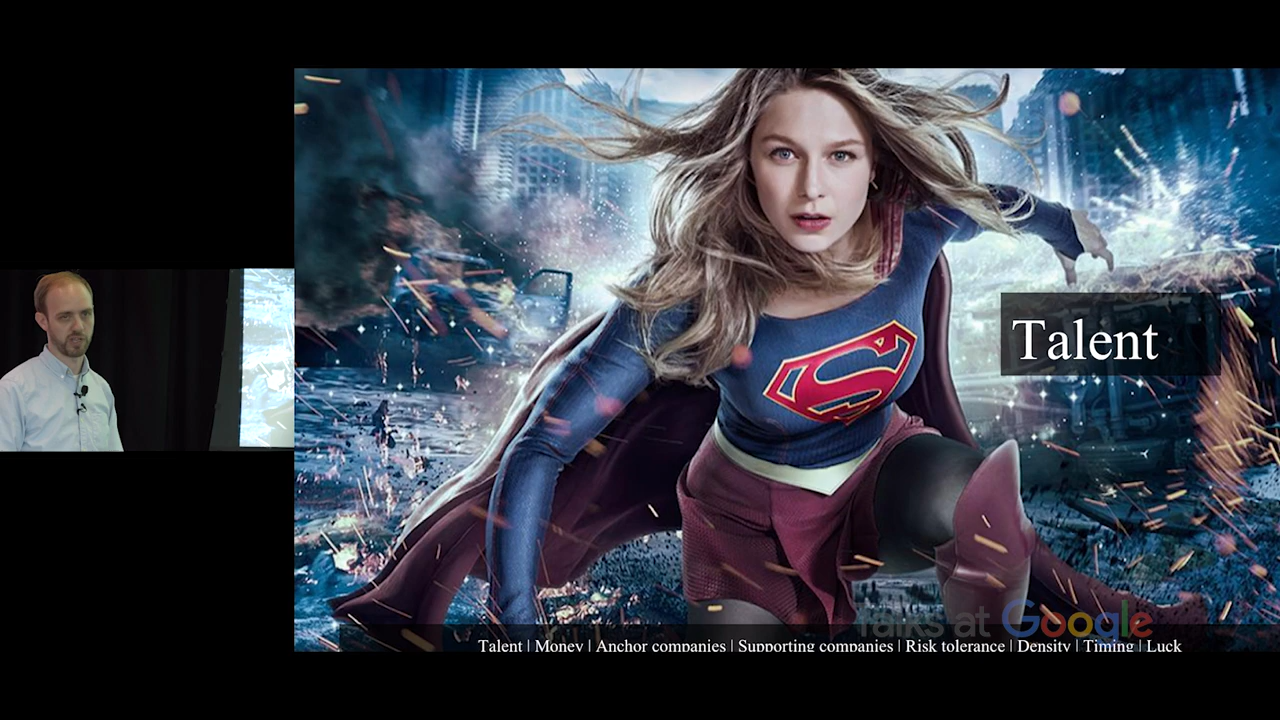 Talent
Talks at Google
Talent | Money | Anchor companies | Supporting companies | Risk tolerance | Density | Timing | Luck